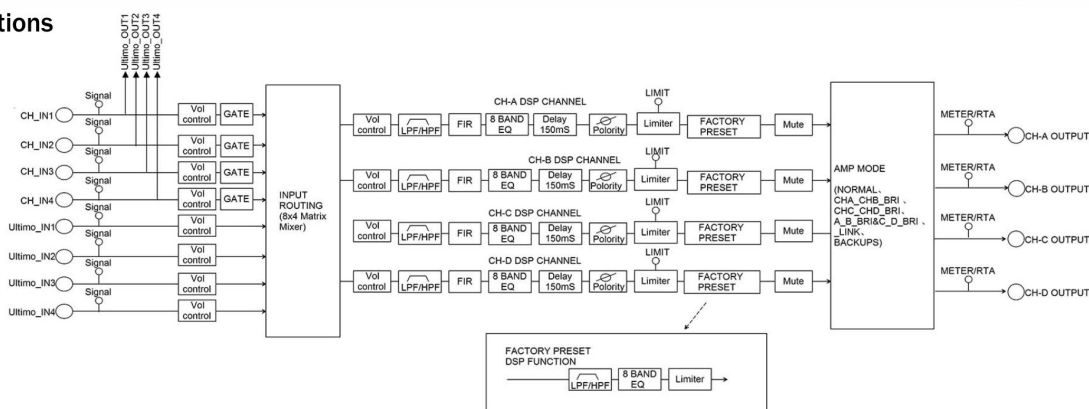 tions
Ultimo_OUT1
Ultimo_OUT2
Ultimo_OUT3
Ultimo_OUT4
Signal
CH_IN1
Vol control
GATE
Signal
CH_IN2
Vol control
GATE
Signal
CH_IN3
Vol control
GATE
Signal
CH_IN4
Vol control
GATE
Signal
Ultimo_IN1
Vol control
Signal
Ultimo_IN2
Vol control
Signal
Ultimo_IN3
Vol control
Signal
Ultimo_IN4
Vol control
INPUT
ROUTING
(8x4 Matrix
Mixer)
CH-A DSP CHANNEL
LIMIT
Vol control
LPF/HPF
FIR
8 BAND EQ
Delay 150mS
Polority
Limiter
FACTORY PRESET
Mute
CH-B DSP CHANNEL
LIMIT
Vol control
LPF/HPF
FIR
8 BAND EQ
Delay 150mS
Polority
Limiter
FACTORY PRESET
Mute
CH-C DSP CHANNEL
LIMIT
Vol control
LPF/HPF
FIR
8 BAND EQ
Delay 150mS
Polority
Limiter
FACTORY PRESET
Mute
CH-D DSP CHANNEL
LIMIT
Vol control
LPF/HPF
FIR
8 BAND EQ
Delay 150mS
Polority
Limiter
FACTORY PRESET
Mute
AMP MODE
(NORMAL、
CHA_CHB_BRI、
CHC_CHD_BRI、
A_B_BRI&C_D_BRI 、
_LINK、
BACKUPS)
METER/RTA
CH-A OUTPUT
METER/RTA
CH-B OUTPUT
METER/RTA
CH-C OUTPUT
METER/RTA
CH-D OUTPUT
FACTORY PRESET
DSP FUNCTION
LPF/HPF
8 BAND EQ
Limiter